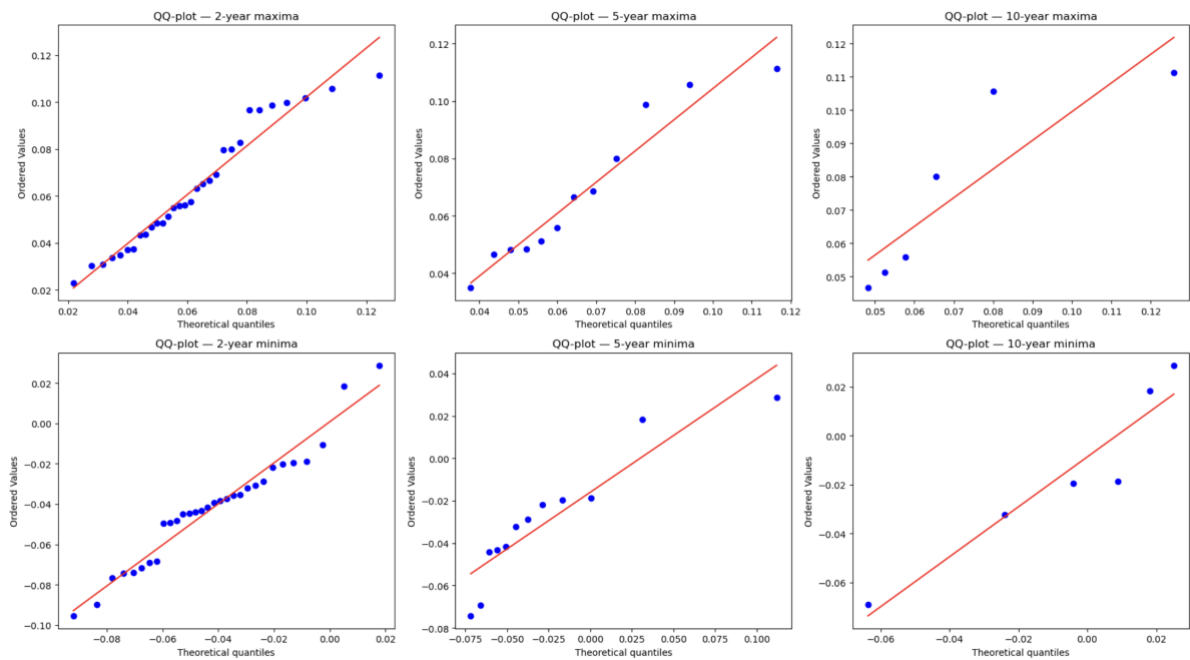 QQ-plot — 2-year maxima
0.12
0.10
0.08
0.06
0.04
0.02
Ordered Values
0.02 0.04 0.06 0.08 0.10 0.12
Theoretical quantiles
QQ-plot — 5-year maxima
0.12
0.10
0.08
0.06
0.04
Ordered Values
0.04 0.05 0.06 0.07 0.08 0.09 0.10 0.11 0.12
Theoretical quantiles
QQ-plot — 10-year maxima
0.12
0.11
0.10
0.09
0.08
0.07
0.06
0.05
Ordered Values
0.05 0.06 0.07 0.08 0.09 0.10 0.11 0.12
Theoretical quantiles
QQ-plot — 2-year minima
0.02
0.00
−0.02
−0.04
−0.06
−0.08
−0.10
Ordered Values
−0.08 −0.06 −0.04 −0.02 0.00 0.02
Theoretical quantiles
QQ-plot — 5-year minima
0.04
0.02
0.00
−0.02
−0.04
−0.06
−0.08
Ordered Values
−0.075 −0.050 −0.025 0.000 0.025 0.050 0.075 0.100
Theoretical quantiles
QQ-plot — 10-year minima
0.02
0.00
−0.02
−0.04
−0.06
Ordered Values
−0.06 −0.04 −0.02 0.00 0.02
Theoretical quantiles